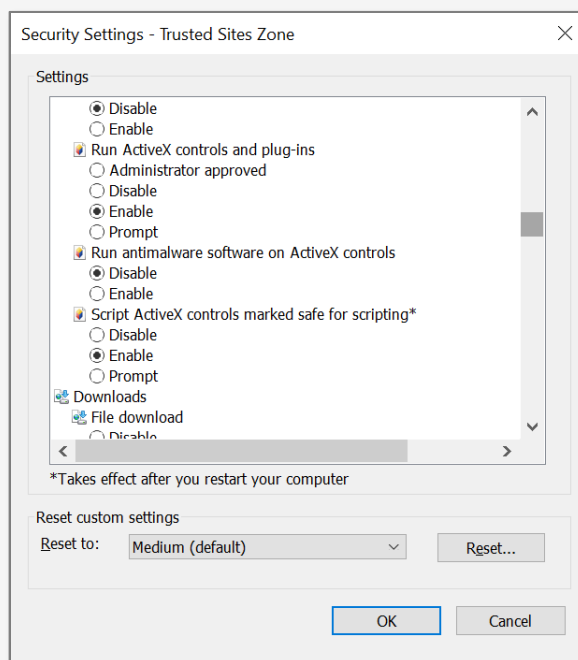 Security Settings - Trusted Sites Zone
Settings
Disable
Enable
Run ActiveX controls and plug-ins
Administrator approved
Disable
Enable
Prompt
Run antimalware software on ActiveX controls
Disable
Enable
Script ActiveX controls marked safe for scripting*
Disable
Enable
Prompt
Downloads
File download
Disable
*Takes effect after you restart your computer
Reset custom settings
Reset to:
Medium (default)
Reset...
OK
Cancel